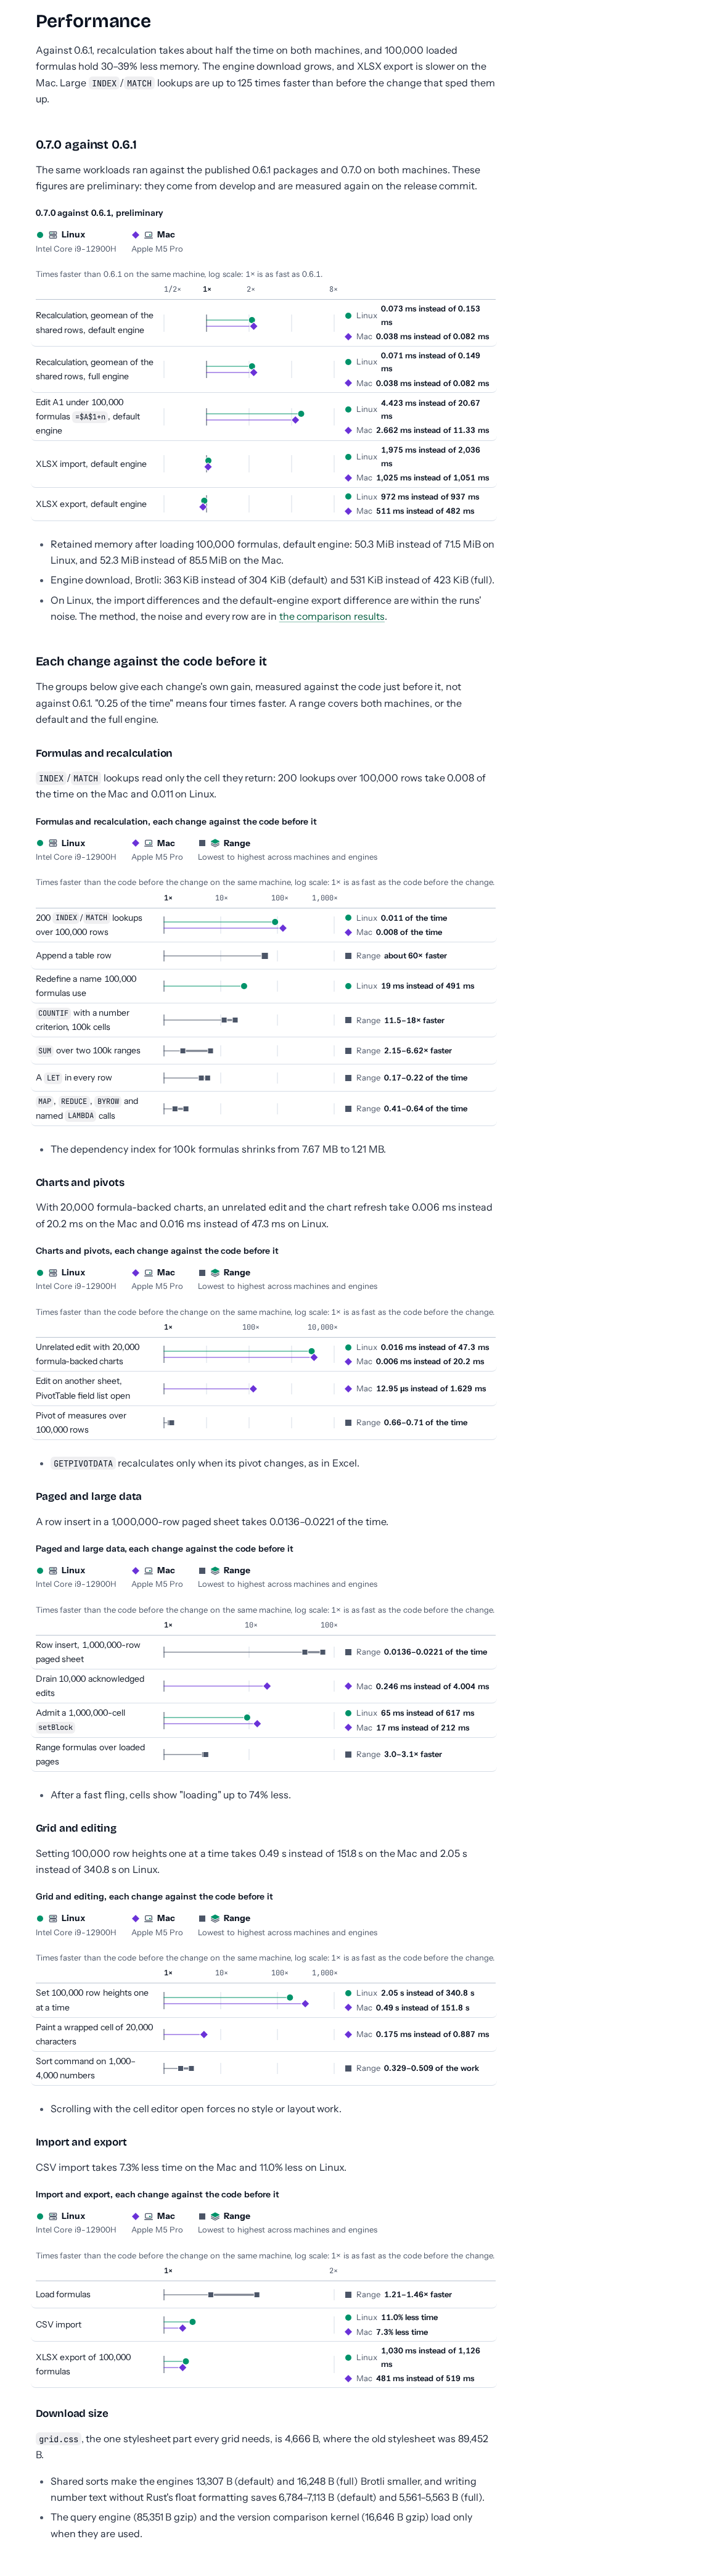 Performance
Against 0.6.1, recalculation takes about half the time on both machines, and 100,000 loaded
formulas hold 30–39% less memory. The engine download grows, and XLSX export is slower on the
Mac. Large INDEX / MATCH lookups are up to 125 times faster than before the change that sped them
up.
0.7.0 against 0.6.1
The same workloads ran against the published 0.6.1 packages and 0.7.0 on both machines. These
figures are preliminary: they come from develop and are measured again on the release commit.
0.7.0 against 0.6.1, preliminary
Linux Mac
Intel Core i9-12900H Apple M5 Pro
Times faster than 0.6.1 on the same machine, log scale: 1× is as fast as 0.6.1.
1/2× 1× 2× 8×
Recalculation, geomean of the
shared rows, default engine
Linux 0.073 ms instead of 0.153
ms
Mac 0.038 ms instead of 0.082 ms
Recalculation, geomean of the
shared rows, full engine
Linux 0.071 ms instead of 0.149
ms
Mac 0.038 ms instead of 0.082 ms
Edit A1 under 100,000
formulas =$A$1+n, default
engine
Linux 4.423 ms instead of 20.67
ms
Mac 2.662 ms instead of 11.33 ms
XLSX import, default engine
Linux 1,975 ms instead of 2,036
ms
Mac 1,025 ms instead of 1,051 ms
XLSX export, default engine
Linux 972 ms instead of 937 ms
Mac 511 ms instead of 482 ms
• Retained memory after loading 100,000 formulas, default engine: 50.3 MiB instead of 71.5 MiB on
Linux, and 52.3 MiB instead of 85.5 MiB on the Mac.
• Engine download, Brotli: 363 KiB instead of 304 KiB (default) and 531 KiB instead of 423 KiB (full).
• On Linux, the import differences and the default-engine export difference are within the runs'
noise. The method, the noise and every row are in the comparison results.
Each change against the code before it
The groups below give each change's own gain, measured against the code just before it, not
against 0.6.1. "0.25 of the time" means four times faster. A range covers both machines, or the
default and the full engine.
Formulas and recalculation
INDEX / MATCH lookups read only the cell they return: 200 lookups over 100,000 rows take 0.008 of
the time on the Mac and 0.011 on Linux.
Formulas and recalculation, each change against the code before it
Linux Mac Range
Intel Core i9-12900H Apple M5 Pro Lowest to highest across machines and engines
Times faster than the code before the change on the same machine, log scale: 1× is as fast as the code before the change.
1× 10× 100× 1,000×
200 INDEX / MATCH lookups
over 100,000 rows
Linux 0.011 of the time
Mac 0.008 of the time
Append a table row
Range about 60× faster
Redefine a name 100,000
formulas use
Linux 19 ms instead of 491 ms
COUNTIF with a number
criterion, 100k cells
Range 11.5–18× faster
SUM over two 100k ranges
Range 2.15–6.62× faster
A LET in every row
Range 0.17–0.22 of the time
MAP, REDUCE, BYROW and
named LAMBDA calls
Range 0.41–0.64 of the time
• The dependency index for 100k formulas shrinks from 7.67 MB to 1.21 MB.
Charts and pivots
With 20,000 formula-backed charts, an unrelated edit and the chart refresh take 0.006 ms instead
of 20.2 ms on the Mac and 0.016 ms instead of 47.3 ms on Linux.
Charts and pivots, each change against the code before it
Linux Mac Range
Intel Core i9-12900H Apple M5 Pro Lowest to highest across machines and engines
Times faster than the code before the change on the same machine, log scale: 1× is as fast as the code before the change.
1× 100× 10,000×
Unrelated edit with 20,000
formula-backed charts
Linux 0.016 ms instead of 47.3 ms
Mac 0.006 ms instead of 20.2 ms
Edit on another sheet,
PivotTable field list open
Mac 12.95 µs instead of 1.629 ms
Pivot of measures over
100,000 rows
Range 0.66–0.71 of the time
• GETPIVOTDATA recalculates only when its pivot changes, as in Excel.
Paged and large data
A row insert in a 1,000,000-row paged sheet takes 0.0136–0.0221 of the time.
Paged and large data, each change against the code before it
Linux Mac Range
Intel Core i9-12900H Apple M5 Pro Lowest to highest across machines and engines
Times faster than the code before the change on the same machine, log scale: 1× is as fast as the code before the change.
1× 10× 100×
Row insert, 1,000,000-row
paged sheet
Range 0.0136–0.0221 of the time
Drain 10,000 acknowledged
edits
Mac 0.246 ms instead of 4.004 ms
Admit a 1,000,000-cell
setBlock
Linux 65 ms instead of 617 ms
Mac 17 ms instead of 212 ms
Range formulas over loaded
pages
Range 3.0–3.1× faster
• After a fast fling, cells show "loading" up to 74% less.
Grid and editing
Setting 100,000 row heights one at a time takes 0.49 s instead of 151.8 s on the Mac and 2.05 s
instead of 340.8 s on Linux.
Grid and editing, each change against the code before it
Linux Mac Range
Intel Core i9-12900H Apple M5 Pro Lowest to highest across machines and engines
Times faster than the code before the change on the same machine, log scale: 1× is as fast as the code before the change.
1× 10× 100× 1,000×
Set 100,000 row heights one
at a time
Linux 2.05 s instead of 340.8 s
Mac 0.49 s instead of 151.8 s
Paint a wrapped cell of 20,000
characters
Mac 0.175 ms instead of 0.887 ms
Sort command on 1,000–
4,000 numbers
Range 0.329–0.509 of the work
• Scrolling with the cell editor open forces no style or layout work.
Import and export
CSV import takes 7.3% less time on the Mac and 11.0% less on Linux.
Import and export, each change against the code before it
Linux Mac Range
Intel Core i9-12900H Apple M5 Pro Lowest to highest across machines and engines
Times faster than the code before the change on the same machine, log scale: 1× is as fast as the code before the change.
1× 2×
Load formulas
Range 1.21–1.46× faster
CSV import
Linux 11.0% less time
Mac 7.3% less time
XLSX export of 100,000
formulas
Linux 1,030 ms instead of 1,126
ms
Mac 481 ms instead of 519 ms
Download size
grid.css, the one stylesheet part every grid needs, is 4,666 B, where the old stylesheet was 89,452
B.
• Shared sorts make the engines 13,307 B (default) and 16,248 B (full) Brotli smaller, and writing
number text without Rust's float formatting saves 6,784–7,113 B (default) and 5,561–5,563 B (full).
• The query engine (85,351 B gzip) and the version comparison kernel (16,646 B gzip) load only
when they are used.